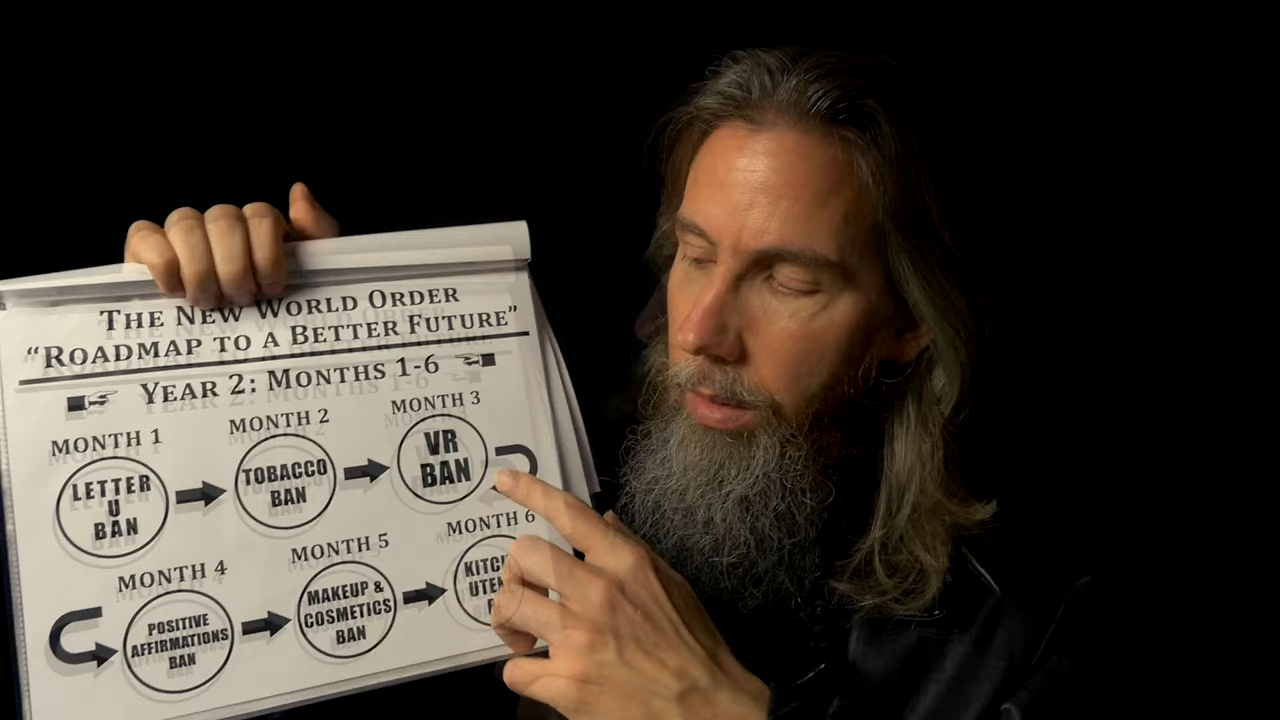 THE NEW WORLD ORDER
"ROADMAP TO A BETTER FUTURE"
YEAR 2: MONTHS 1-6
MONTH 1
LETTER
U
BAN
MONTH 2
TOBACCO
BAN
MONTH 3
VR
BAN
MONTH 4
POSITIVE
AFFIRMATIONS
BAN
MONTH 5
MAKEUP &
COSMETICS
BAN
MONTH 6